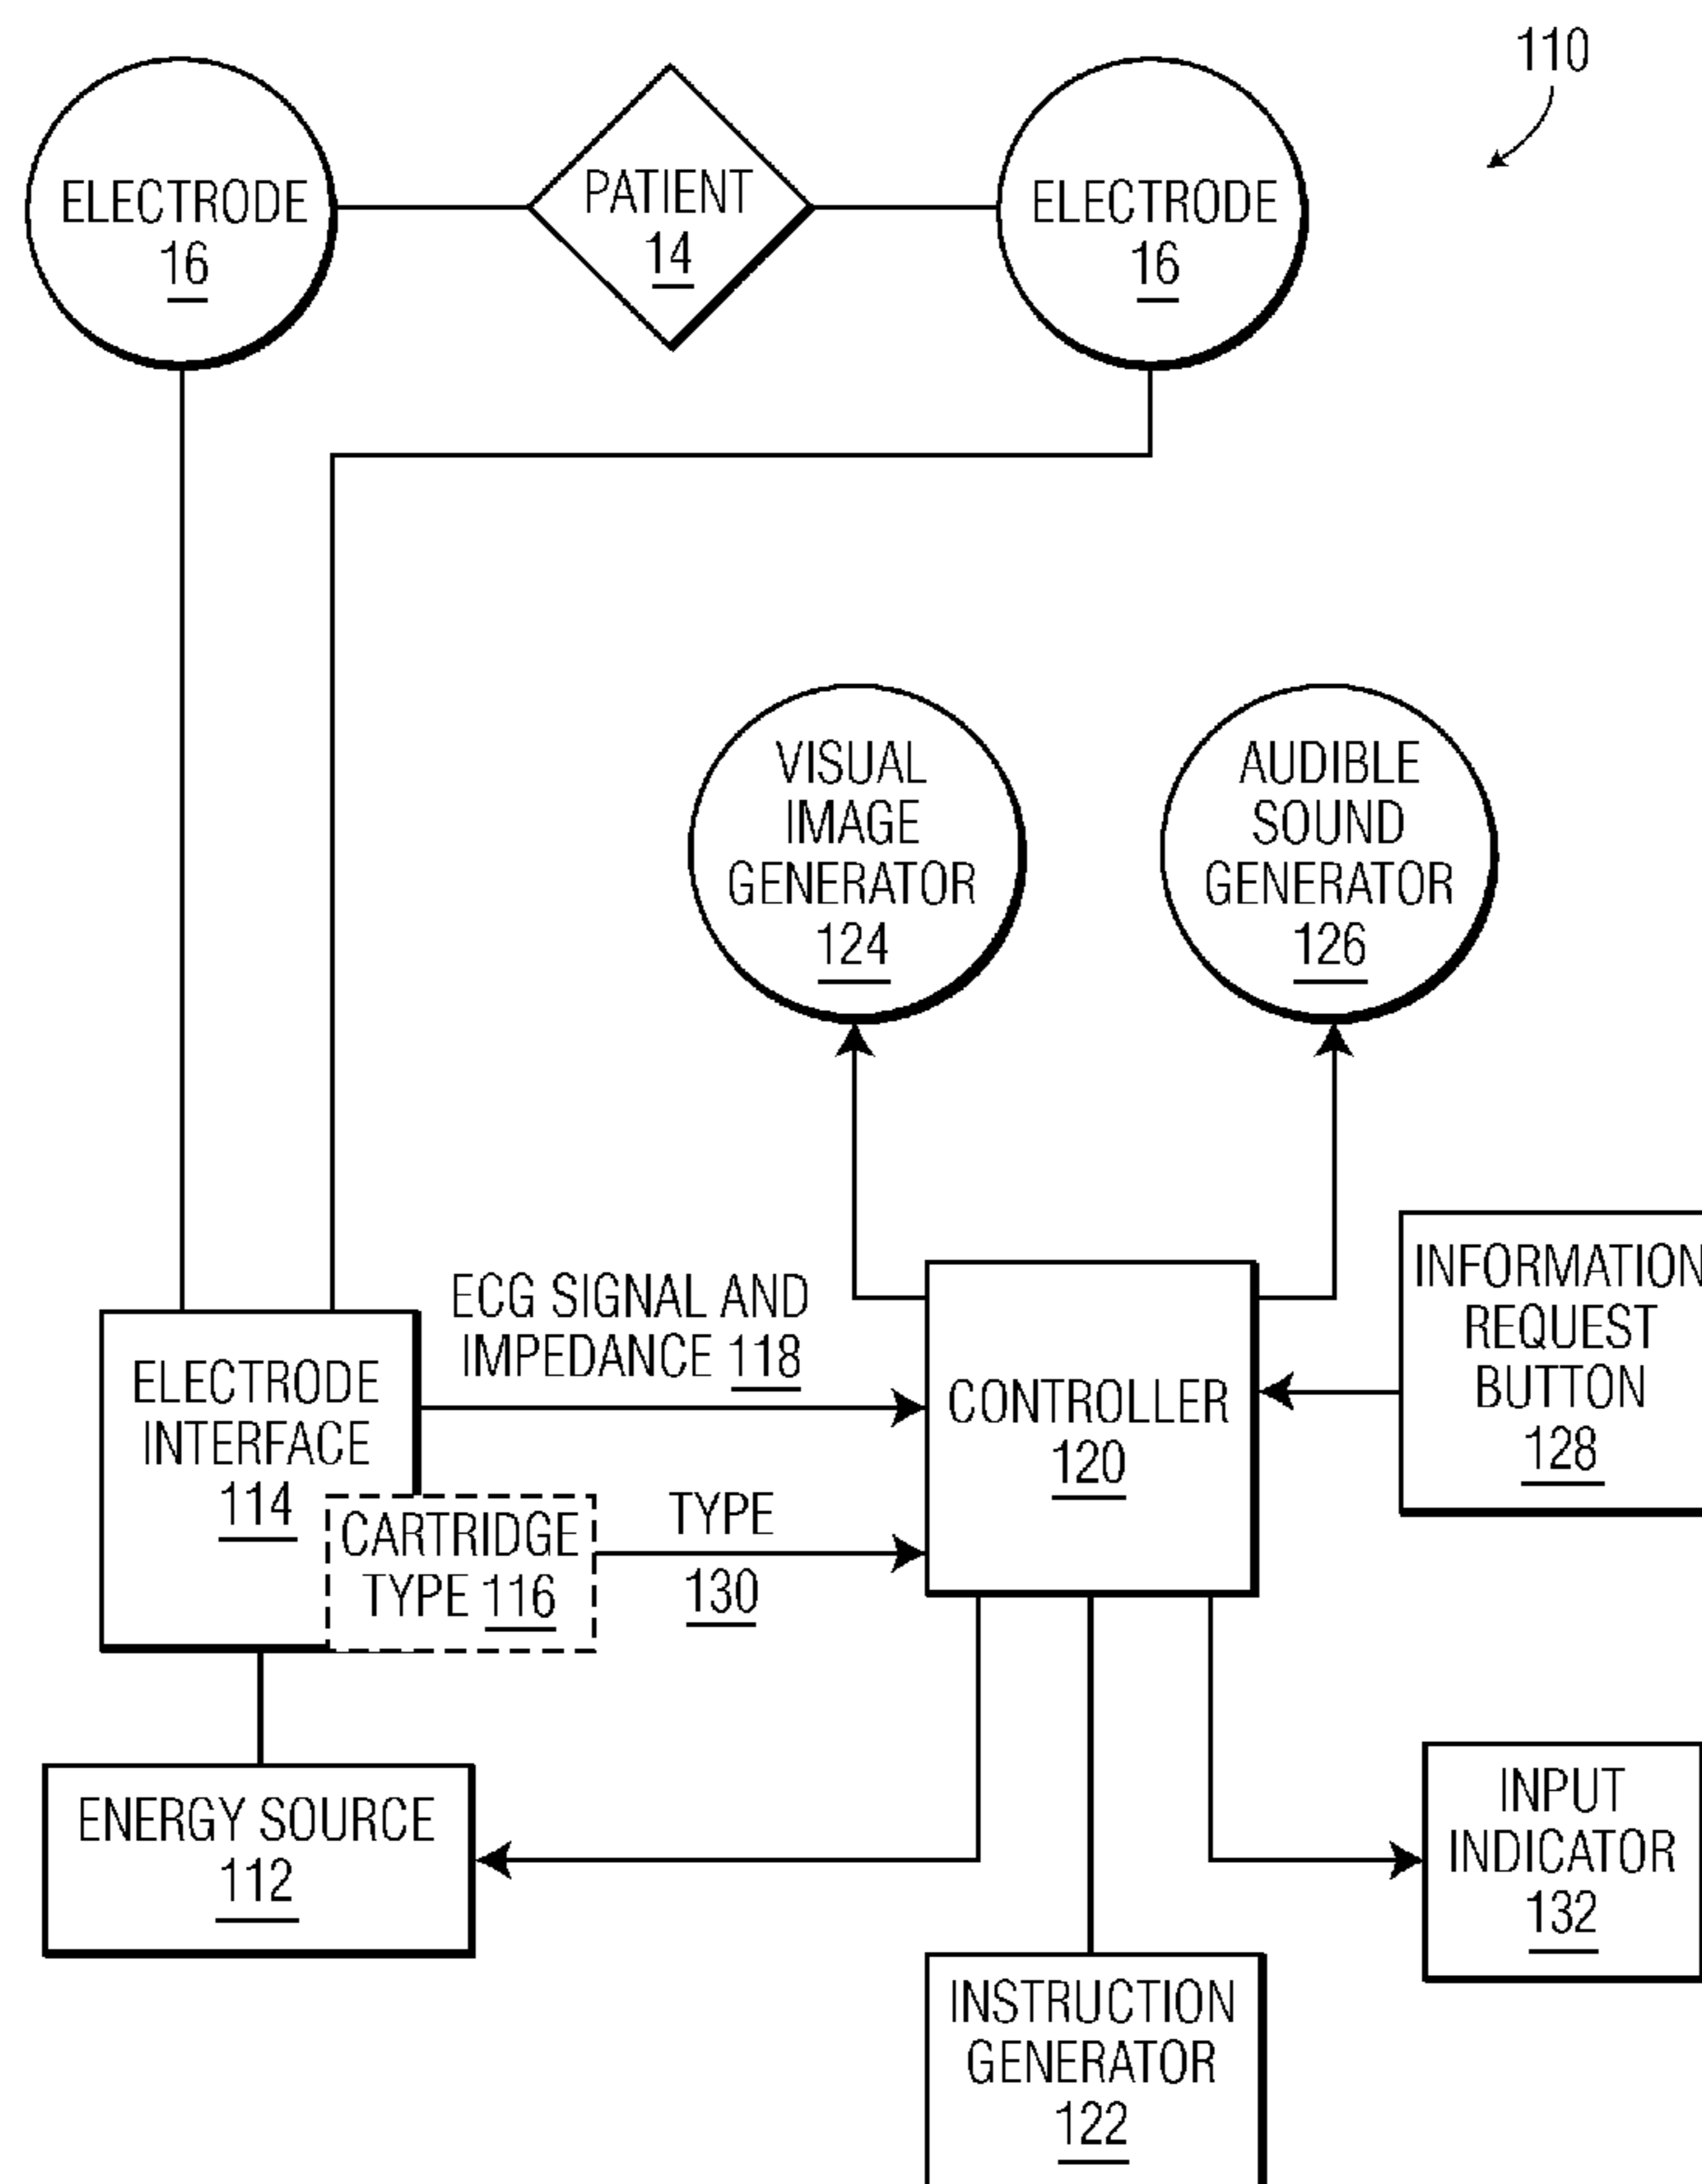 110
ELECTRODE
16
PATIENT
14
ELECTRODE
16
VISUAL
IMAGE
GENERATOR
124
AUDIBLE
SOUND
GENERATOR
126
ECG SIGNAL AND
IMPEDANCE 118
ELECTRODE
INTERFACE
114
CARTRIDGE
TYPE 116
TYPE
130
CONTROLLER
120
INFORMATION
REQUEST
BUTTON
128
ENERGY SOURCE
112
INPUT
INDICATOR
132
INSTRUCTION
GENERATOR
122